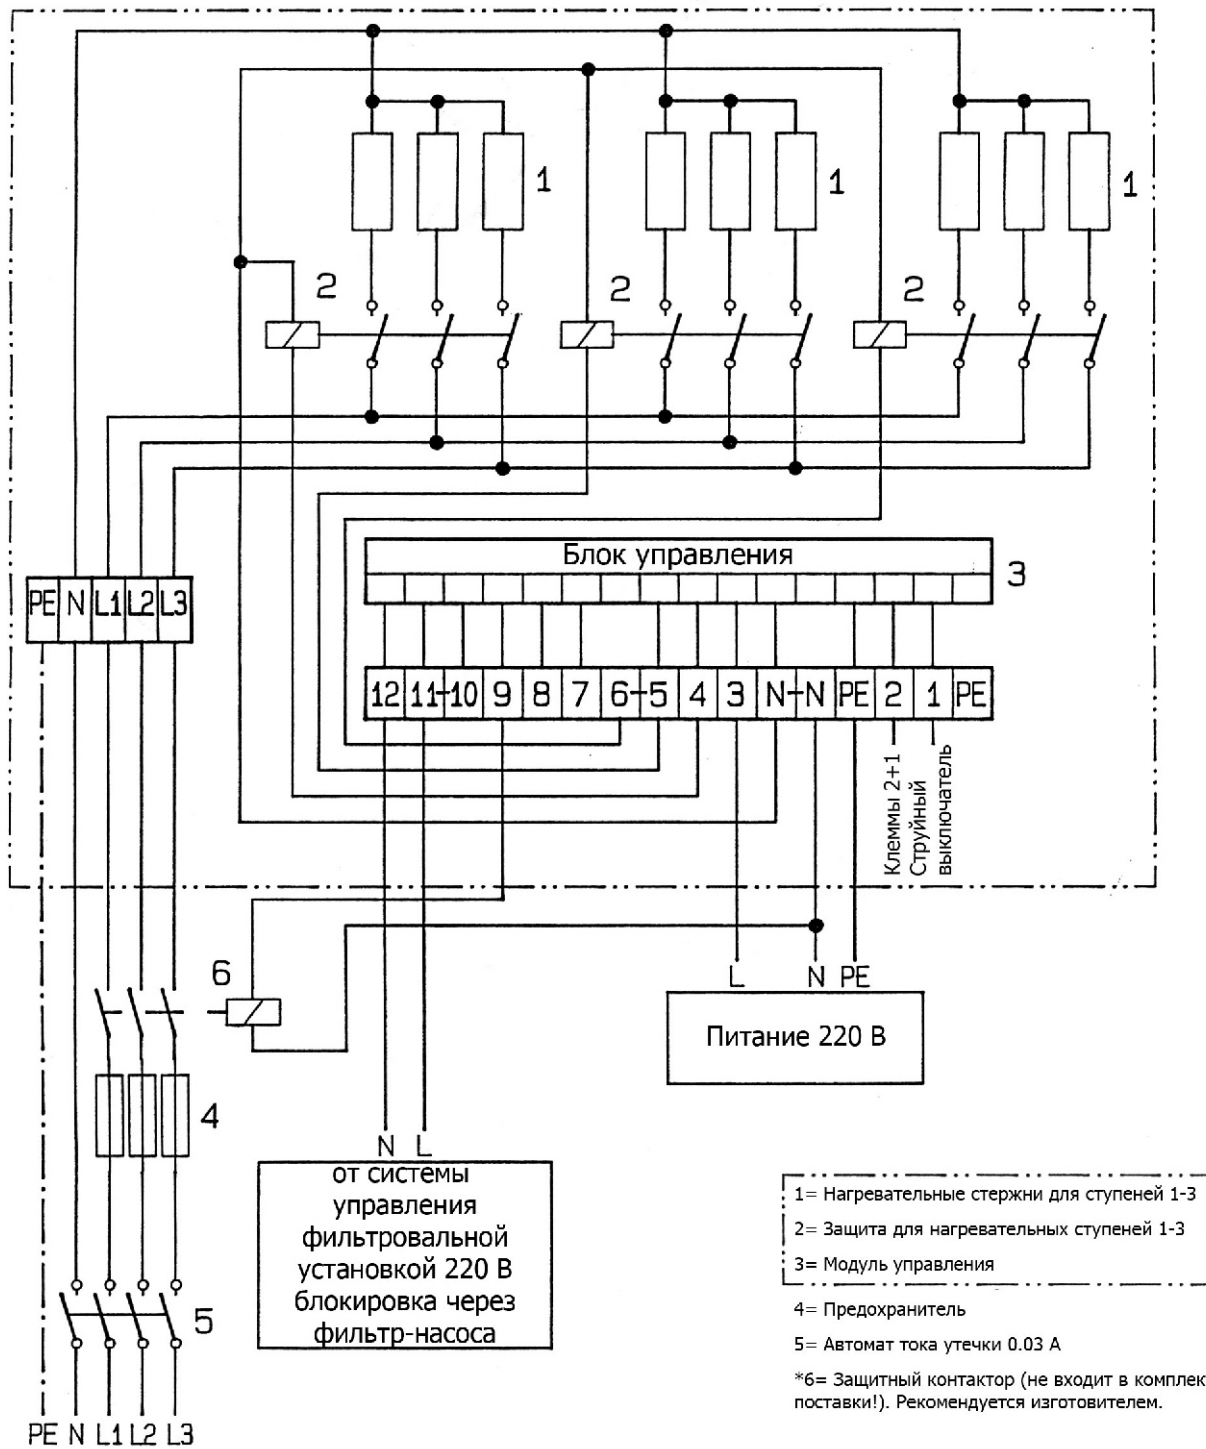 1
1
1
2
2
2
Блок управления
3
PE N L1 L2 L3
12 11-10 9 8 7 6-5 4 3 N-N PE 2 1 PE
Клеммы 2+1
Струйный
выключатель
6
L N PE
Питание 220 В
4
N L
от системы
управления
фильтровальной
установкой 220 В
блокировка через
фильтр-насоса
5
PE N L1 L2 L3
1= Нагревательные стержни для ступеней 1-3
2= Защита для нагревательных ступеней 1-3
3= Модуль управления
4= Предохранитель
5= Автомат тока утечки 0.03 А
*6= Защитный контактор (не входит в комплек
поставки!). Рекомендуется изготовителем.